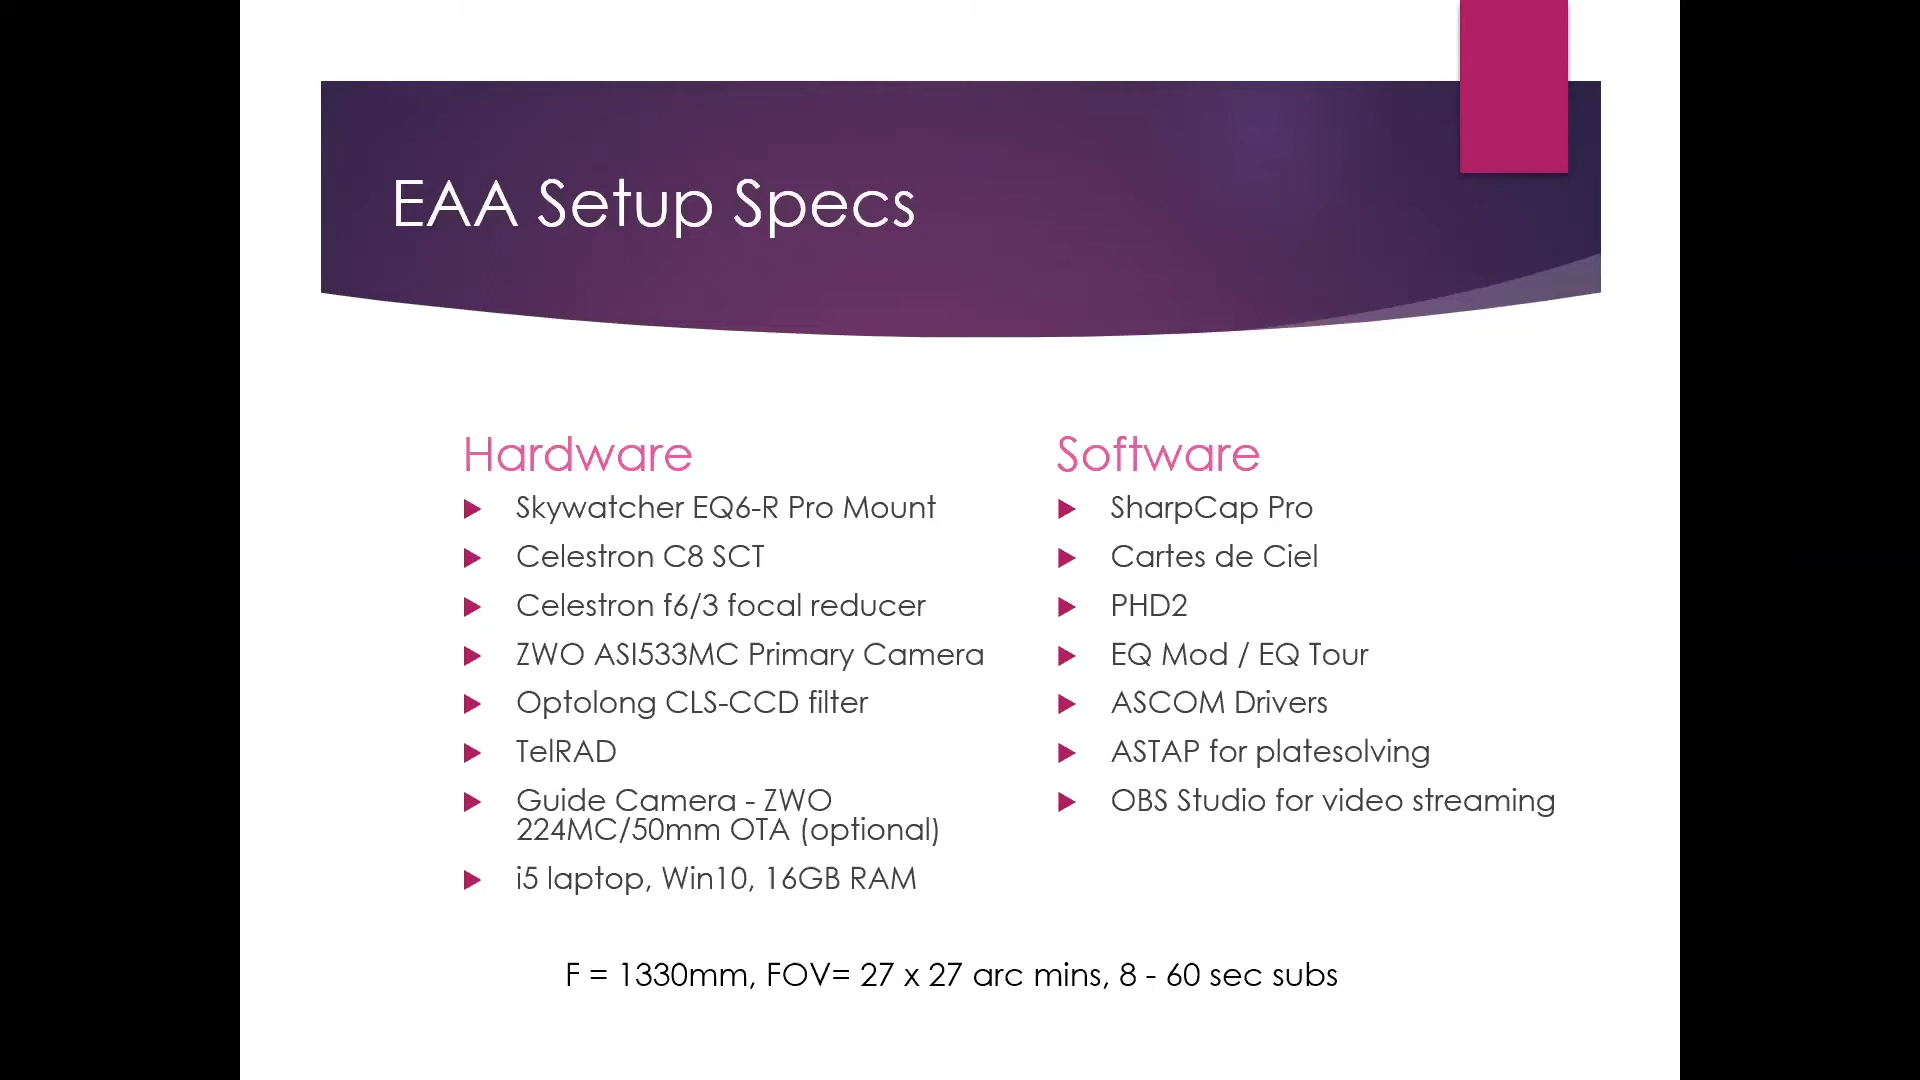 EAA Setup Specs
Hardware
Skywatcher EQ6-R Pro Mount
Celestron C8 SCT
Celestron f6/3 focal reducer
ZWO ASI533MC Primary Camera
Optolong CLS-CCD filter
TelRAD
Guide Camera - ZWO
224MC/50mm OTA (optional)
i5 laptop, Win10, 16GB RAM
Software
SharpCap Pro
Cartes de Ciel
PHD2
EQ Mod / EQ Tour
ASCOM Drivers
ASTAP for platesolving
OBS Studio for video streaming
F = 1330mm, FOV= 27 x 27 arc mins, 8 - 60 sec subs